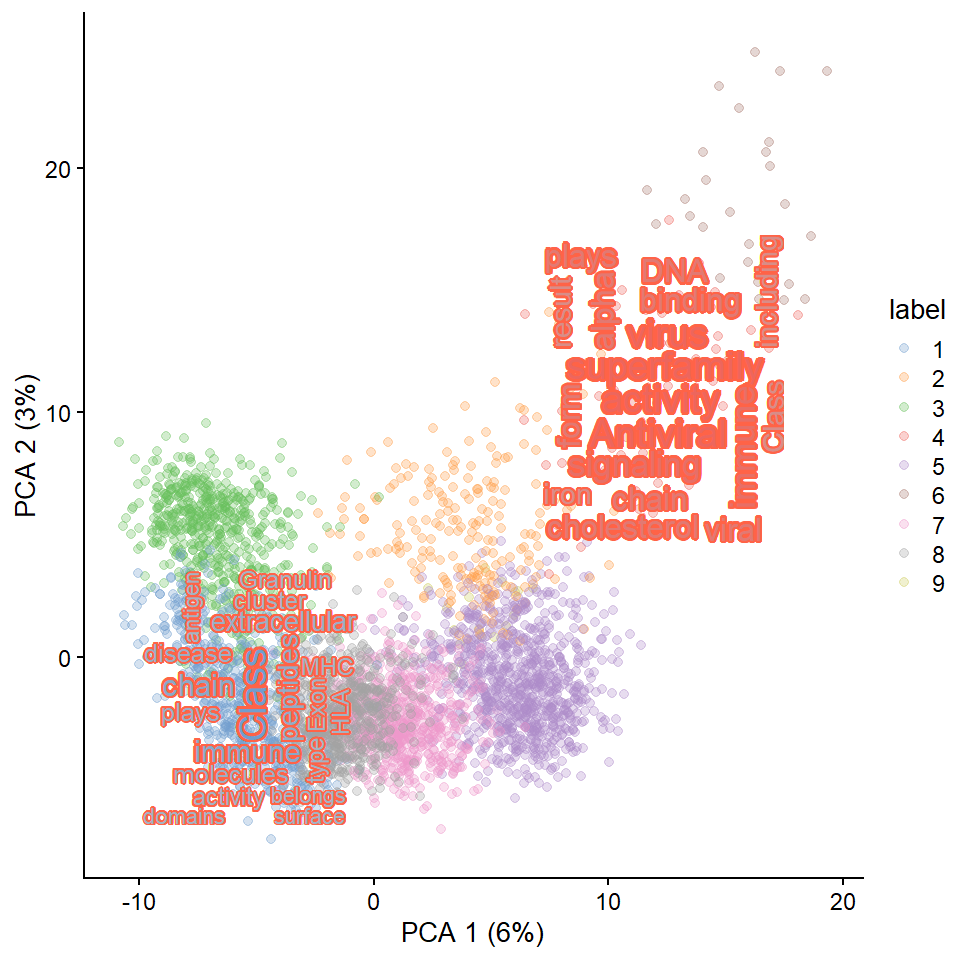 20
10
0
-10
0
10
20
PCA 1 (6%)
PCA 2 (3%)
plays
result
alpha
DNA
binding
including
virus
superfamily
activity
form
immune
Class
Antiviral
signaling
iron
chain
cholesterol
viral
Granulin
antigen
cluster
extracellular
disease
Class
peptides
MHC
chain
Exon
HLA
plays
immune
type
molecules
activity
belongs
domains
surface
label
1
2
3
4
5
6
7
8
9